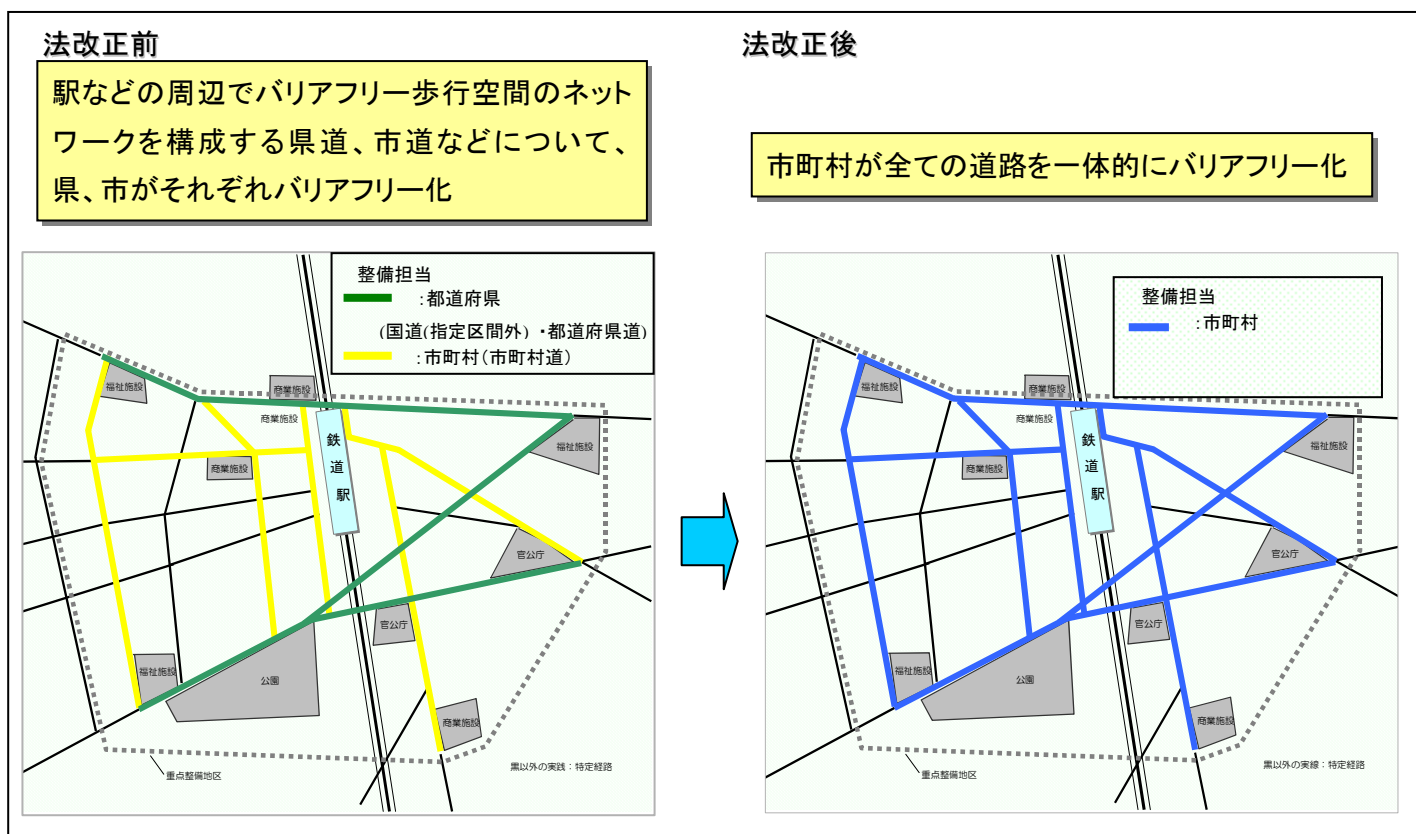 法改正前
駅などの周辺でバリアフリー歩行空間のネット
ワークを構成する県道、市道などについて、
県、市がそれぞれバリアフリー化
整備担当
:都道府県
(国道(指定区間外)・都道府県道)
:市町村(市町村道)
福祉施設
商業施設
商業施設
商業施設
鉄道駅
福祉施設
官公庁
官公庁
福祉施設
公園
商業施設
重点整備地区
黒以外の実践:特定経路
法改正後
市町村が全ての道路を一体的にバリアフリー化
整備担当
:市町村
福祉施設
商業施設
商業施設
商業施設
鉄道駅
福祉施設
官公庁
官公庁
福祉施設
公園
商業施設
重点整備地区
黒以外の実線:特定経路